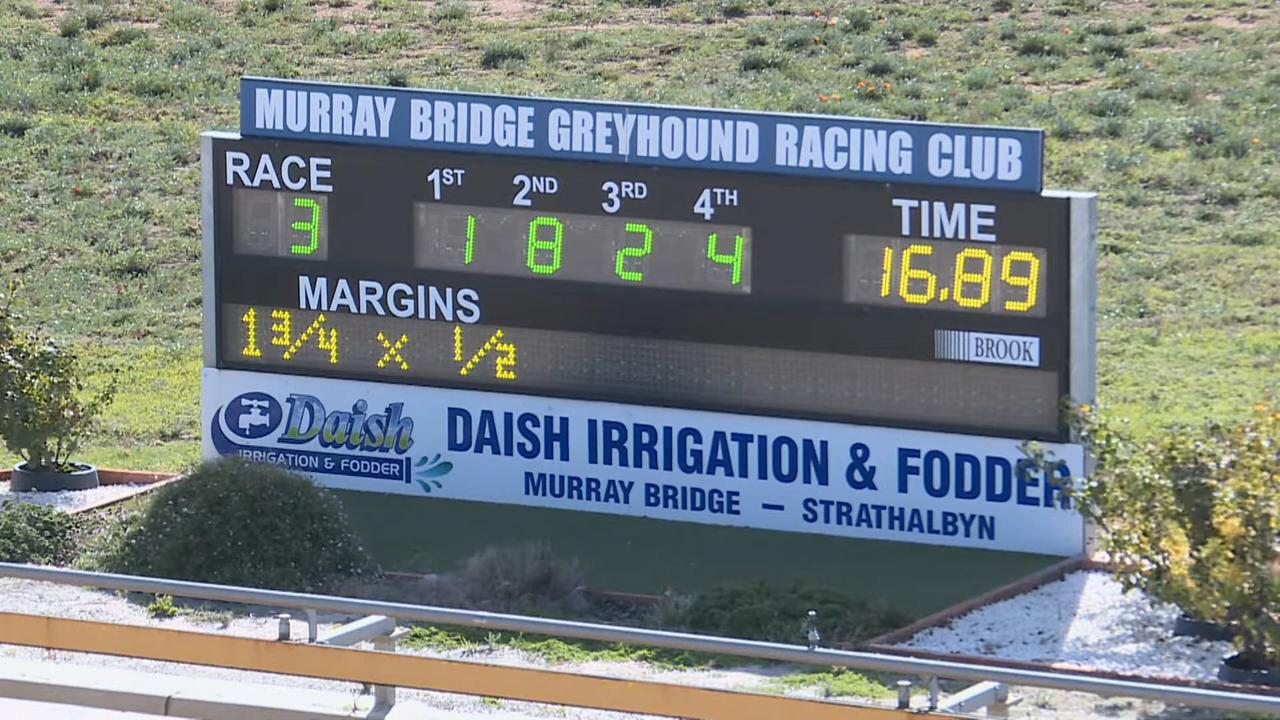 MURRAY BRIDGE GREYHOUND RACING CLUB
RACE 1ST 2ND 3RD 4TH TIME
3 1 8 2 4 16.89
MARGINS
1 3/4 x 1/2
BROOK
Daish
IRRIGATION & FODDER
DAISH IRRIGATION & FODDER
MURRAY BRIDGE — STRATHALBYN